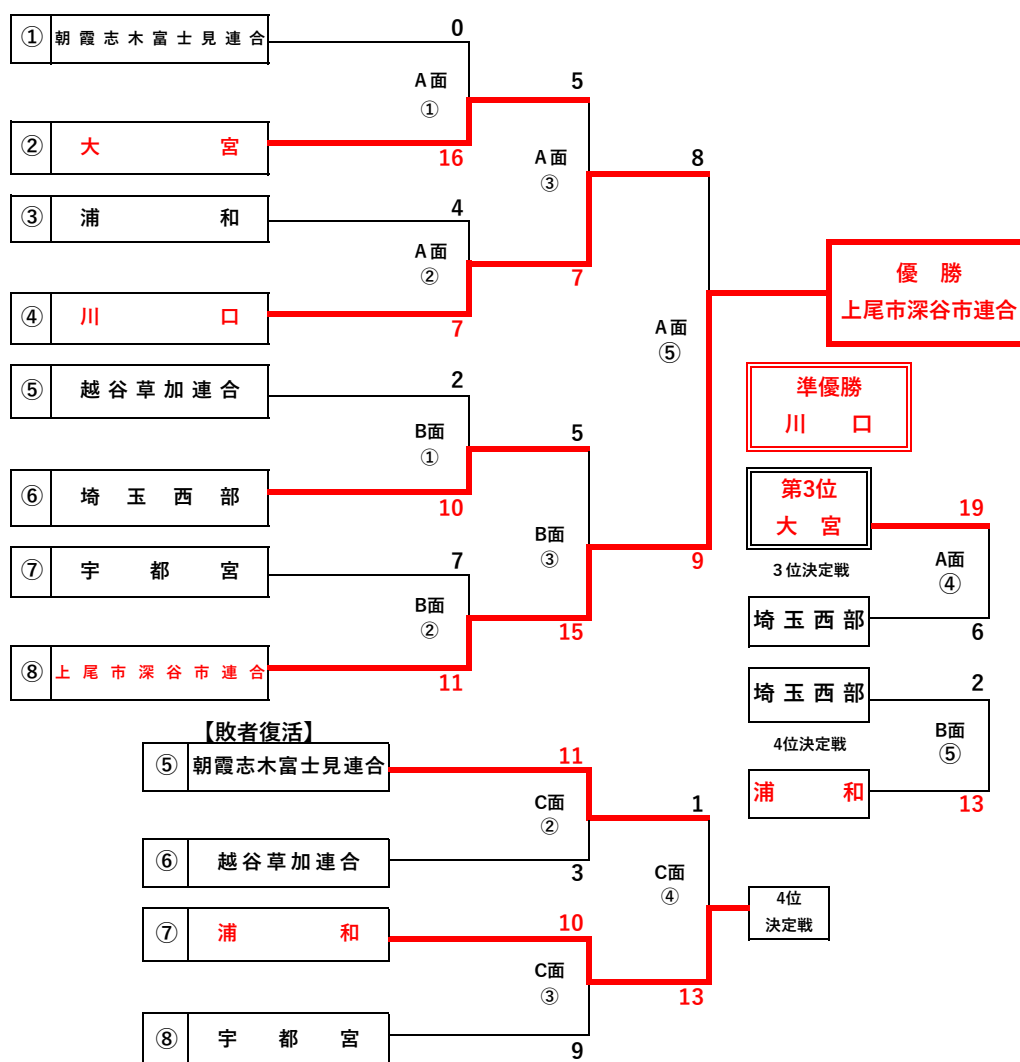 ① 朝霞志木富士見連合
0
A面
①
5
② 大宮
16
A面
③
8
③ 浦和
4
A面
②
7
④ 川口
7
優勝
上尾市深谷市連合
A面
⑤
⑤ 越谷草加連合
2
準優勝
川口
B面
①
5
⑥ 埼玉西部
10
第3位
大宮
19
B面
③
9
3位決定戦
A面
④
⑦ 宇都宮
7
B面
②
15
埼玉西部
6
⑧ 上尾市深谷市連合
11
埼玉西部
2
4位決定戦
B面
⑤
浦和
13
【敗者復活】
⑤ 朝霞志木富士見連合
11
C面
②
1
⑥ 越谷草加連合
3
C面
④
4位
決定戦
⑦ 浦和
10
C面
③
13
⑧ 宇都宮
9